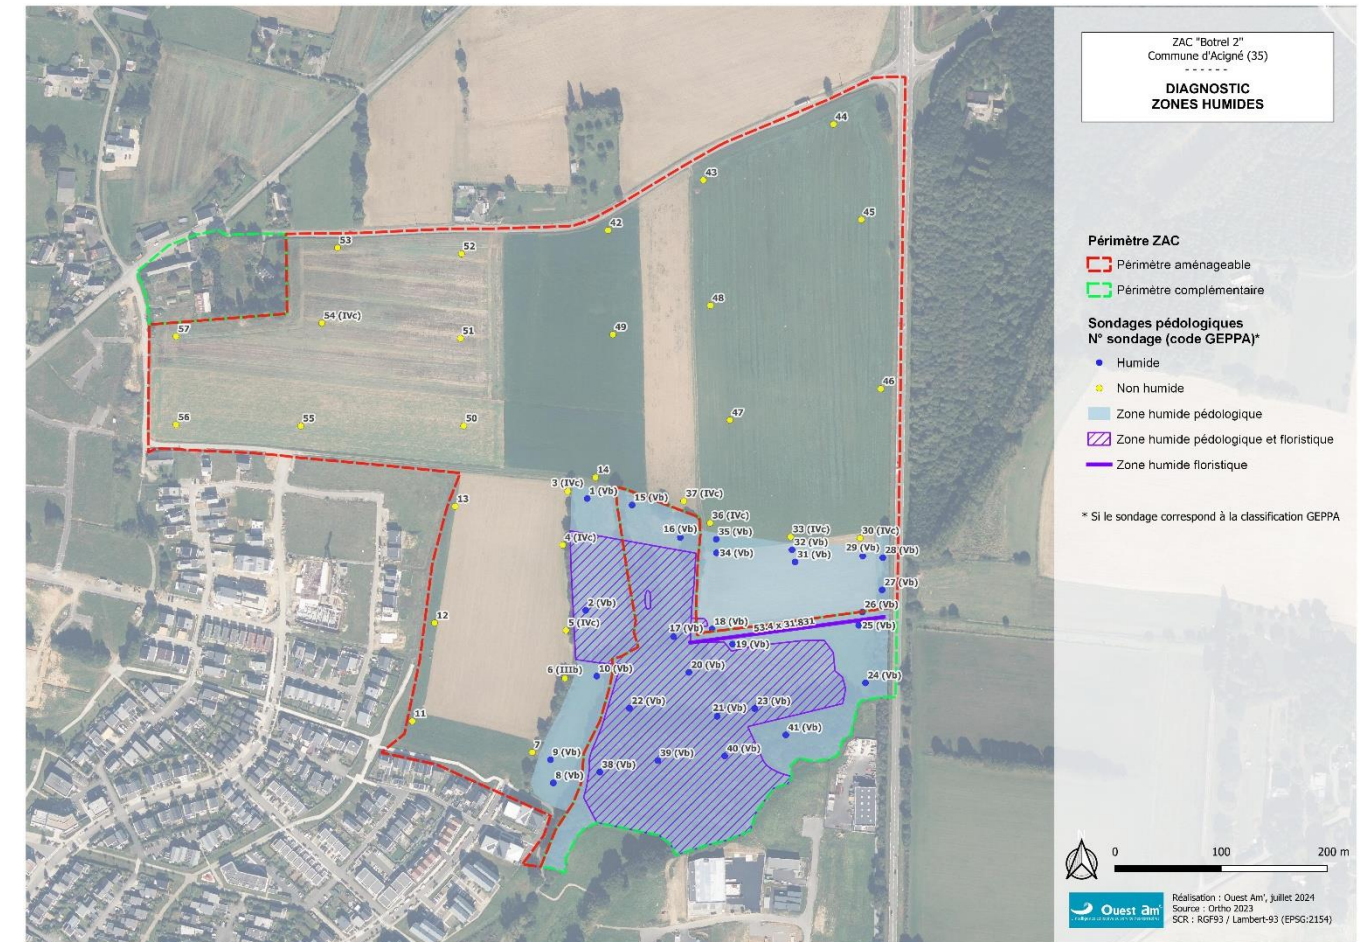 ZAC "Botrel 2"
Commune d'Acigné (35)
- - - - - -
DIAGNOSTIC
ZONES HUMIDES
44
43
45
42
53
52
48
54 (IVc)
49
57
51
46
47
56
55
50
14
3 (IVc)
1 (Vb)
15 (Vb)
37 (IVc)
13
36 (IVc)
16 (Vb)
35 (Vb)
33 (IVc)
30 (IVc)
32 (Vb)
4 (IVc)
34 (Vb)
31 (Vb)
29 (Vb)
28 (Vb)
27 (Vb)
2 (Vb)
26 (Vb)
12
5 (IVc)
17 (Vb)
18 (Vb)
53.4 x 31.831
25 (Vb)
19 (Vb)
6 (IIIb)
10 (Vb)
20 (Vb)
24 (Vb)
22 (Vb)
21 (Vb)
23 (Vb)
11
41 (Vb)
7
9 (Vb)
39 (Vb)
40 (Vb)
38 (Vb)
8 (Vb)
Périmètre ZAC
Périmètre aménageable
Périmètre complémentaire
Sondages pédologiques
N° sondage (code GEPPA)*
Humide
Non humide
Zone humide pédologique
Zone humide pédologique et floristique
Zone humide floristique
* Si le sondage correspond à la classification GEPPA
N
0 100 200 m
Ouest am'
Réalisation : Ouest Am', juillet 2024
Source : Ortho 2023
SCR : RGF93 / Lambert-93 (EPSG:2154)